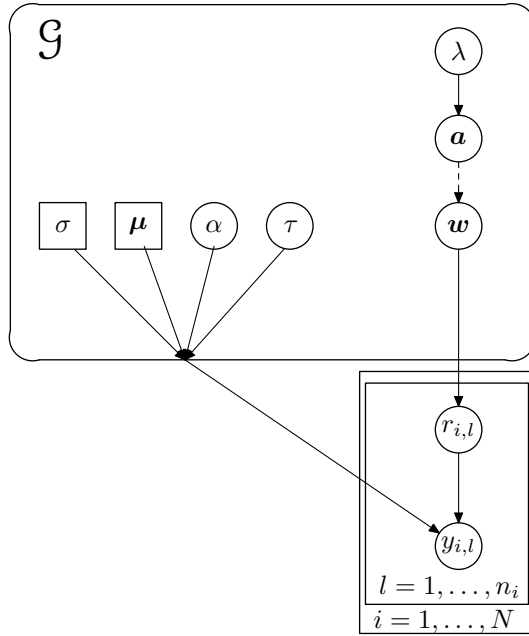 𝒢
λ
a
σ μ α τ w
r_{i,l}
y_{i,l}
l = 1, . . . , n_i
i = 1, . . . , N